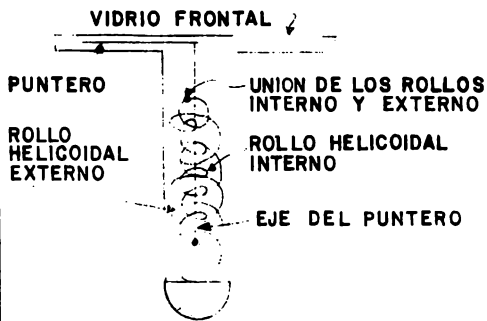 VIDRIO FRONTAL
PUNTERO
UNION DE LOS ROLLOS
INTERNO Y EXTERNO
ROLLO
HELICOIDAL
EXTERNO
ROLLO HELICOIDAL
INTERNO
EJE DEL PUNTERO